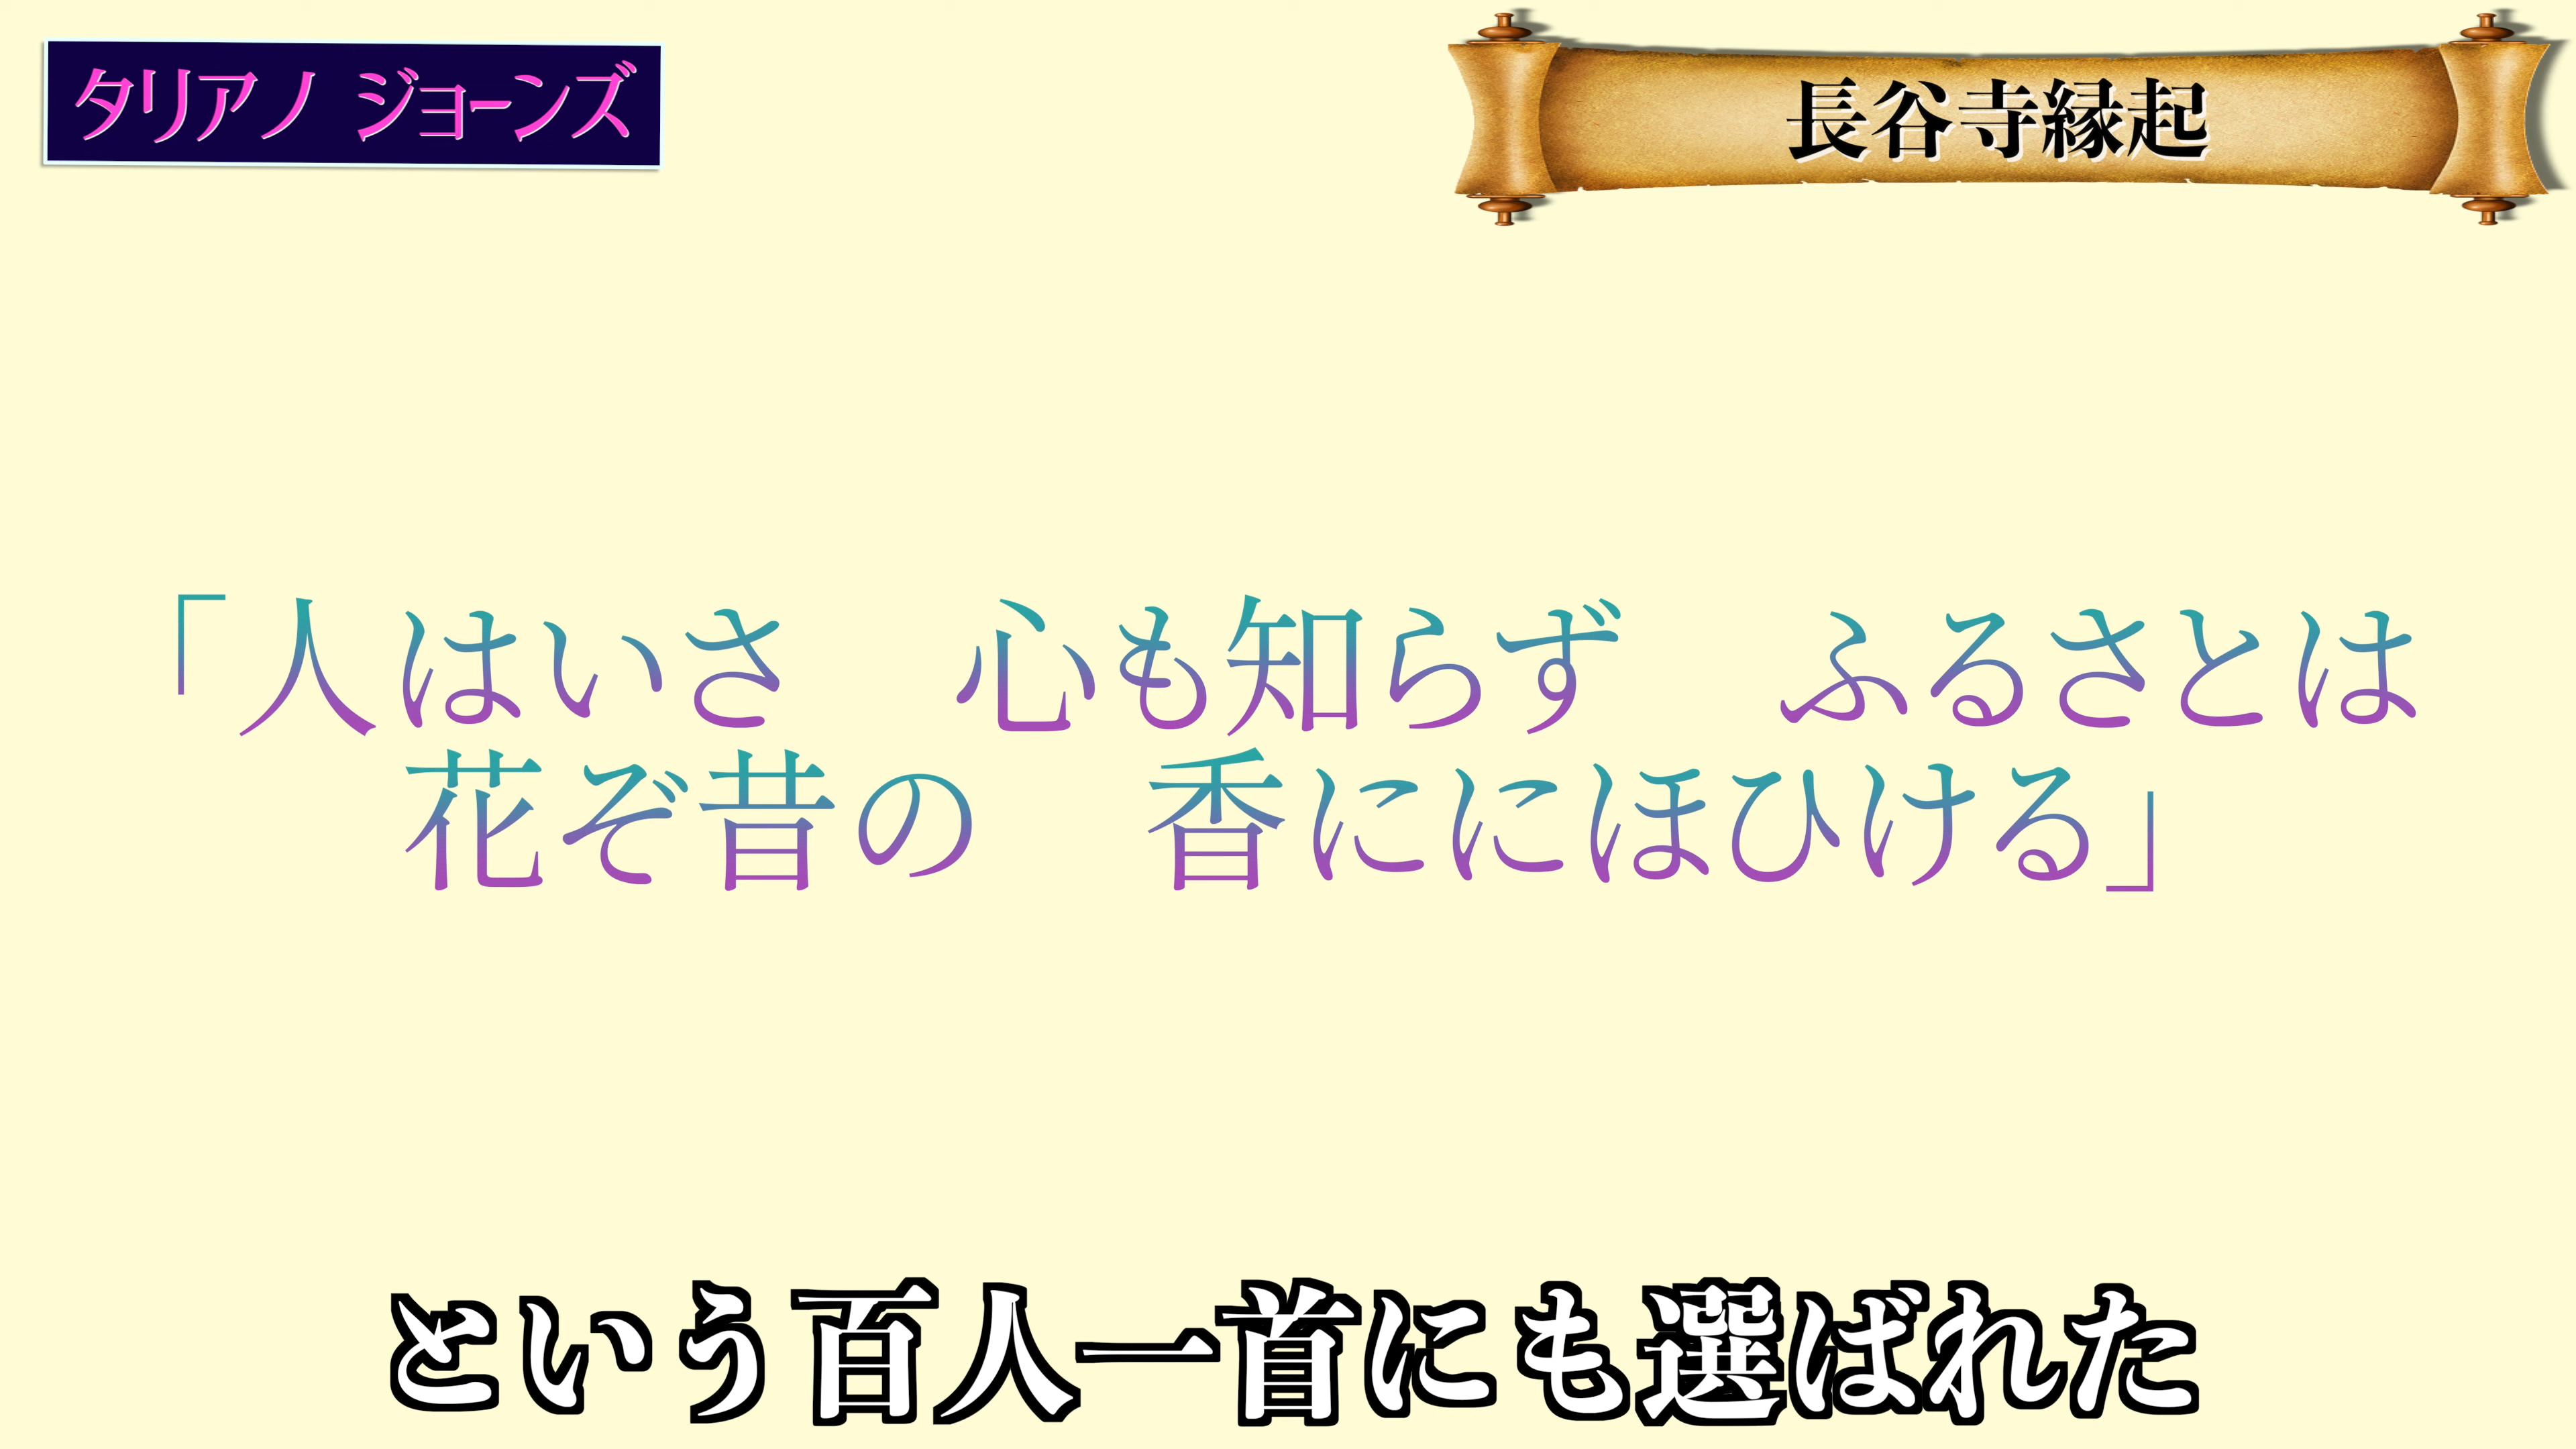 タリアノ ジョーンズ
長谷寺縁起
「人はいさ　心も知らず　ふるさとは
花ぞ昔の　香ににほひける」
という百人一首にも選ばれた